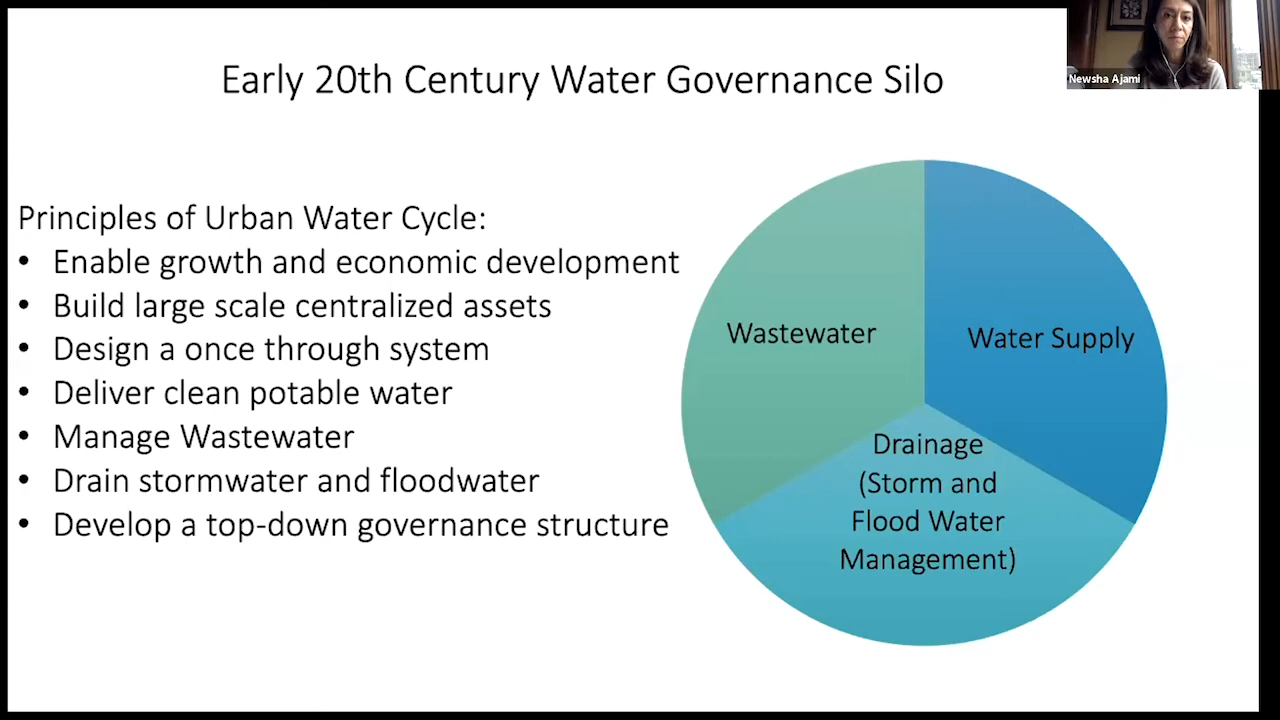 Early 20th Century Water Governance Silo
Newsha Ajami
Principles of Urban Water Cycle:
• Enable growth and economic development
• Build large scale centralized assets
• Design a once through system
• Deliver clean potable water
• Manage Wastewater
• Drain stormwater and floodwater
• Develop a top-down governance structure
Wastewater
Water Supply
Drainage
(Storm and
Flood Water
Management)